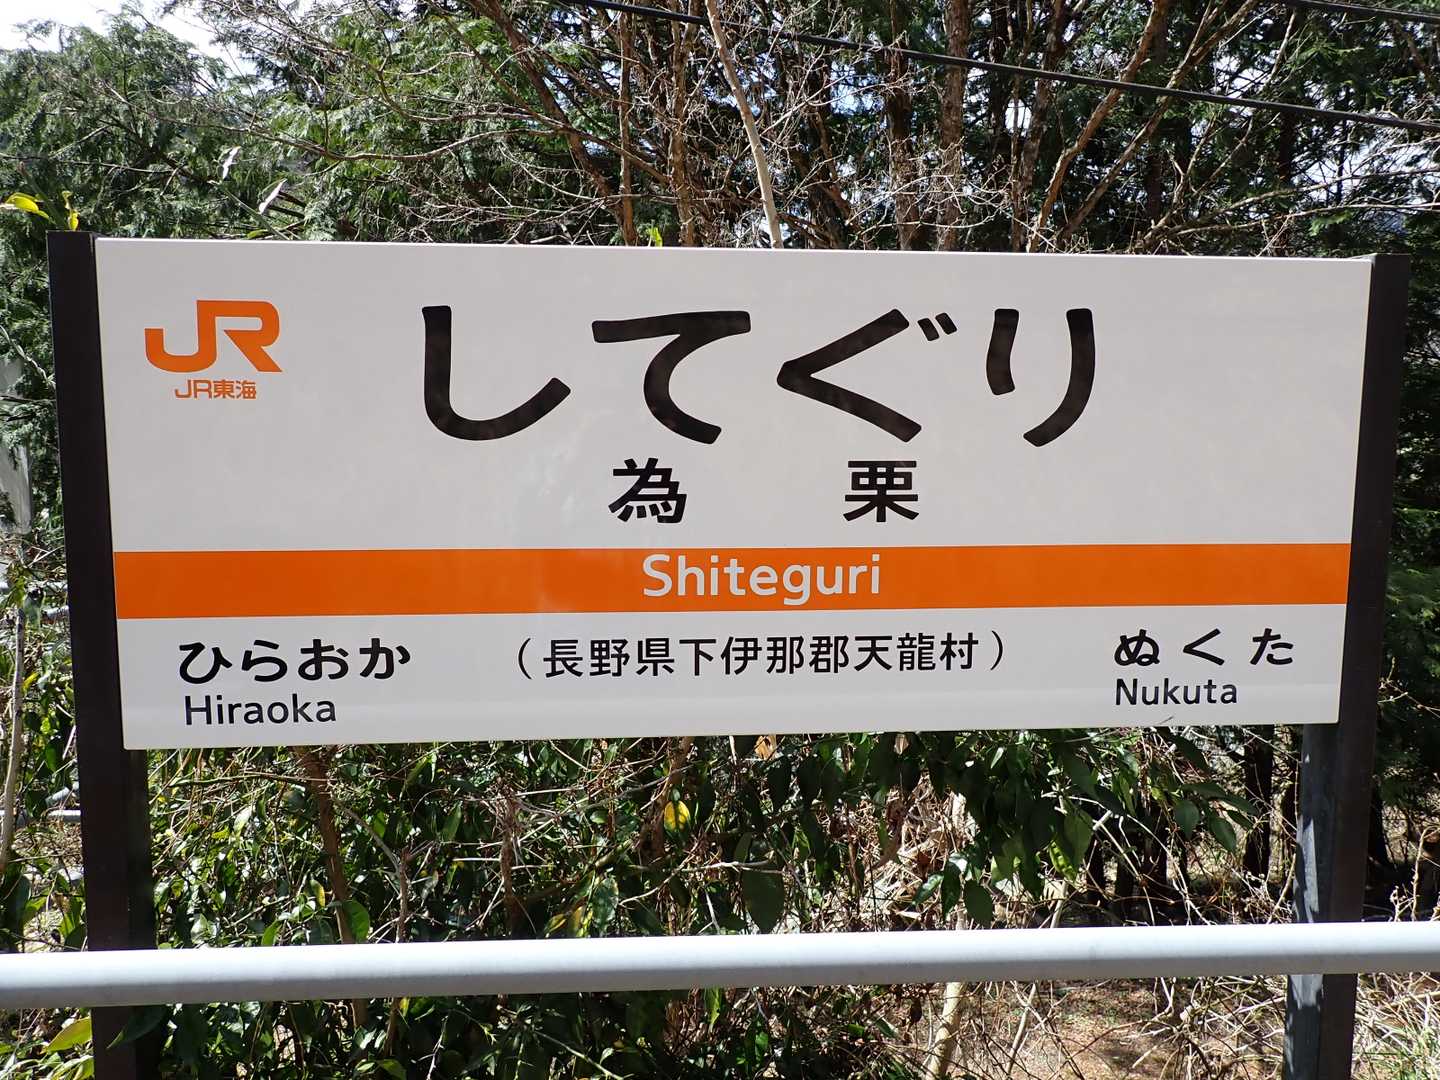 JR
JR東海
してぐり
為栗
Shiteguri
ひらおか
Hiraoka
（長野県下伊那郡天龍村）
ぬくた
Nukuta